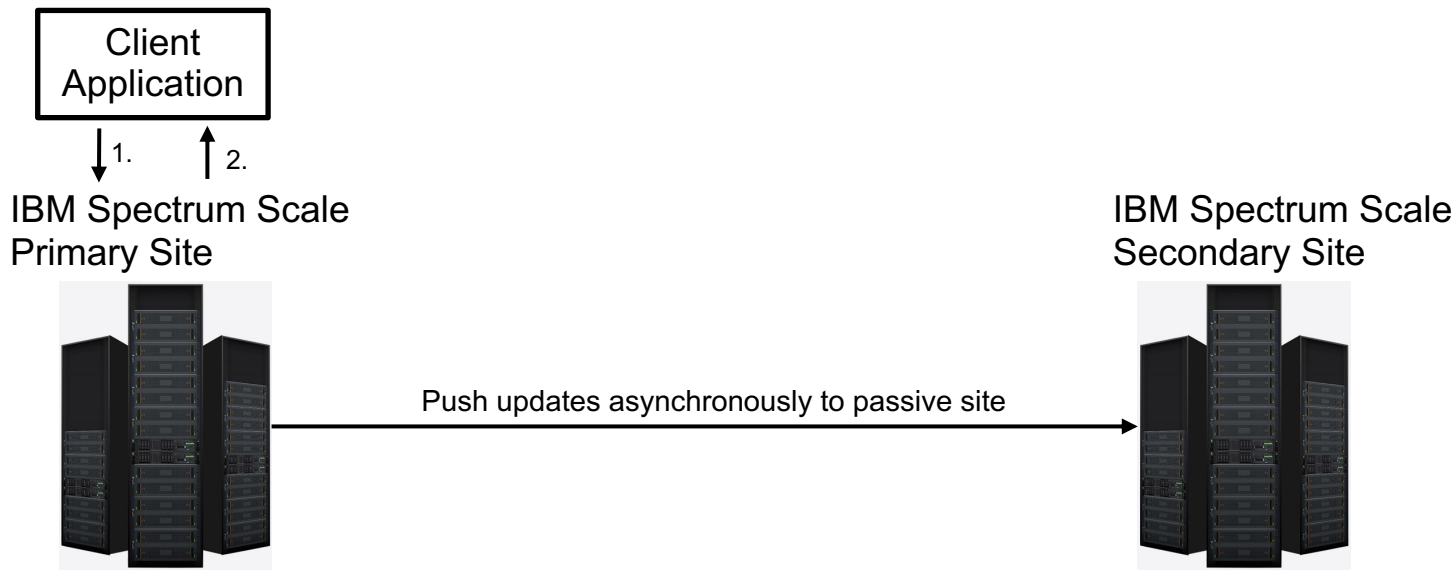 Client
Application
1.
2.
IBM Spectrum Scale
Primary Site
IBM Spectrum Scale
Secondary Site
Push updates asynchronously to passive site